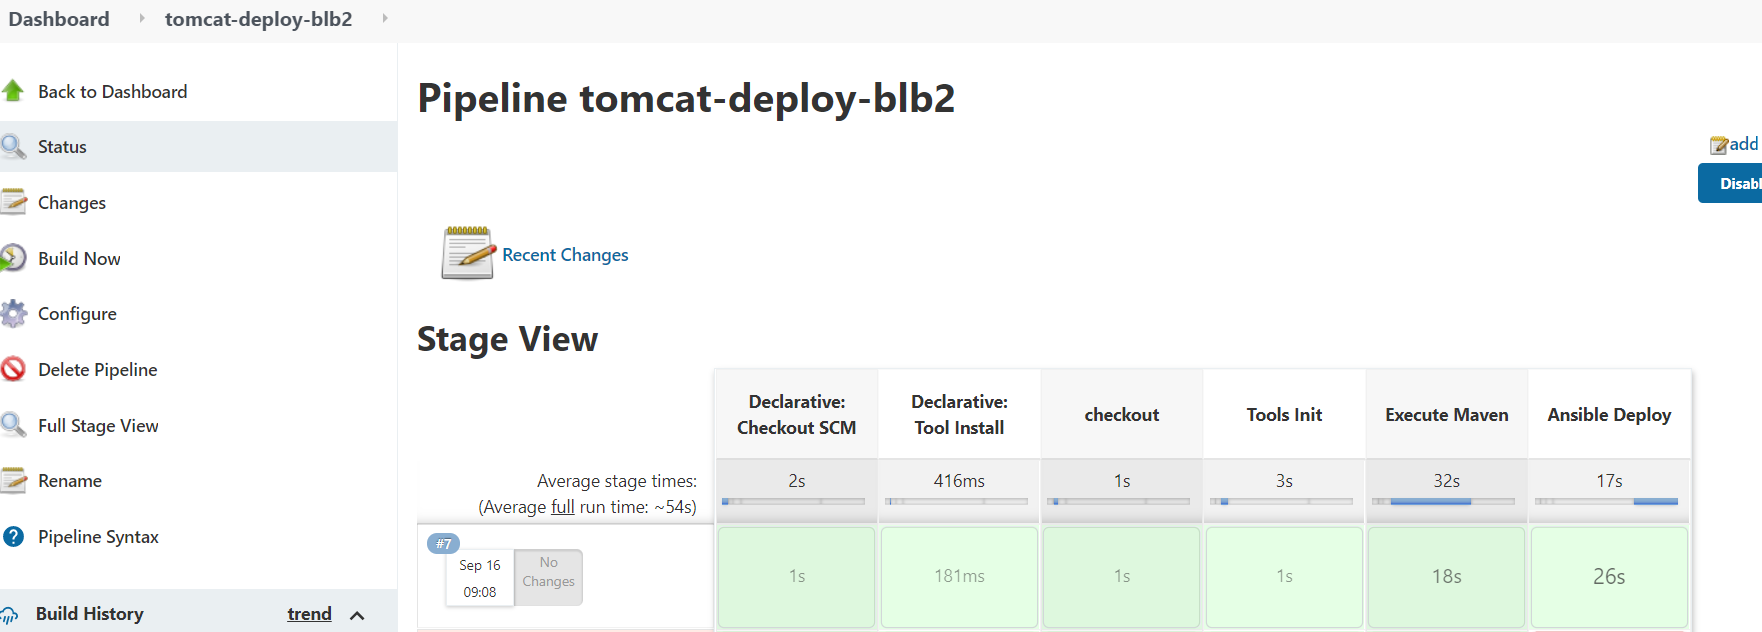 Dashboard
tomcat-deploy-blb2
Back to Dashboard
Status
Changes
Build Now
Configure
Delete Pipeline
Full Stage View
Rename
Pipeline Syntax
Build History
trend
Pipeline tomcat-deploy-blb2
add
Disabl
Recent Changes
Stage View
Declarative: Checkout SCM
Declarative: Tool Install
checkout
Tools Init
Execute Maven
Ansible Deploy
Average stage times:
(Average full run time: ~54s)
2s
416ms
1s
3s
32s
17s
#7
Sep 16
09:08
No
Changes
1s
181ms
1s
1s
18s
26s